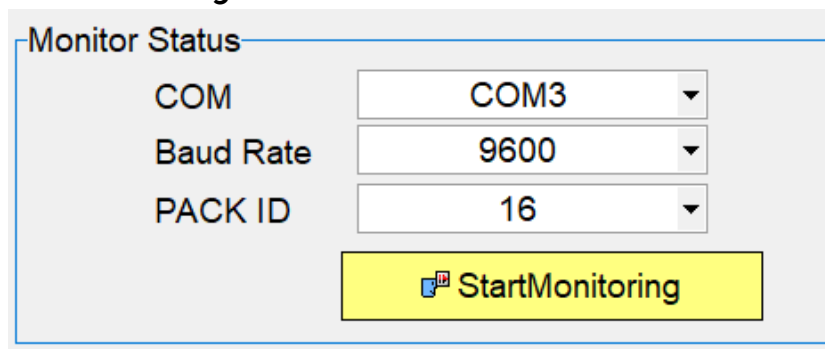 Monitor Status
COM COM3
Baud Rate 9600
PACK ID 16
StartMonitoring